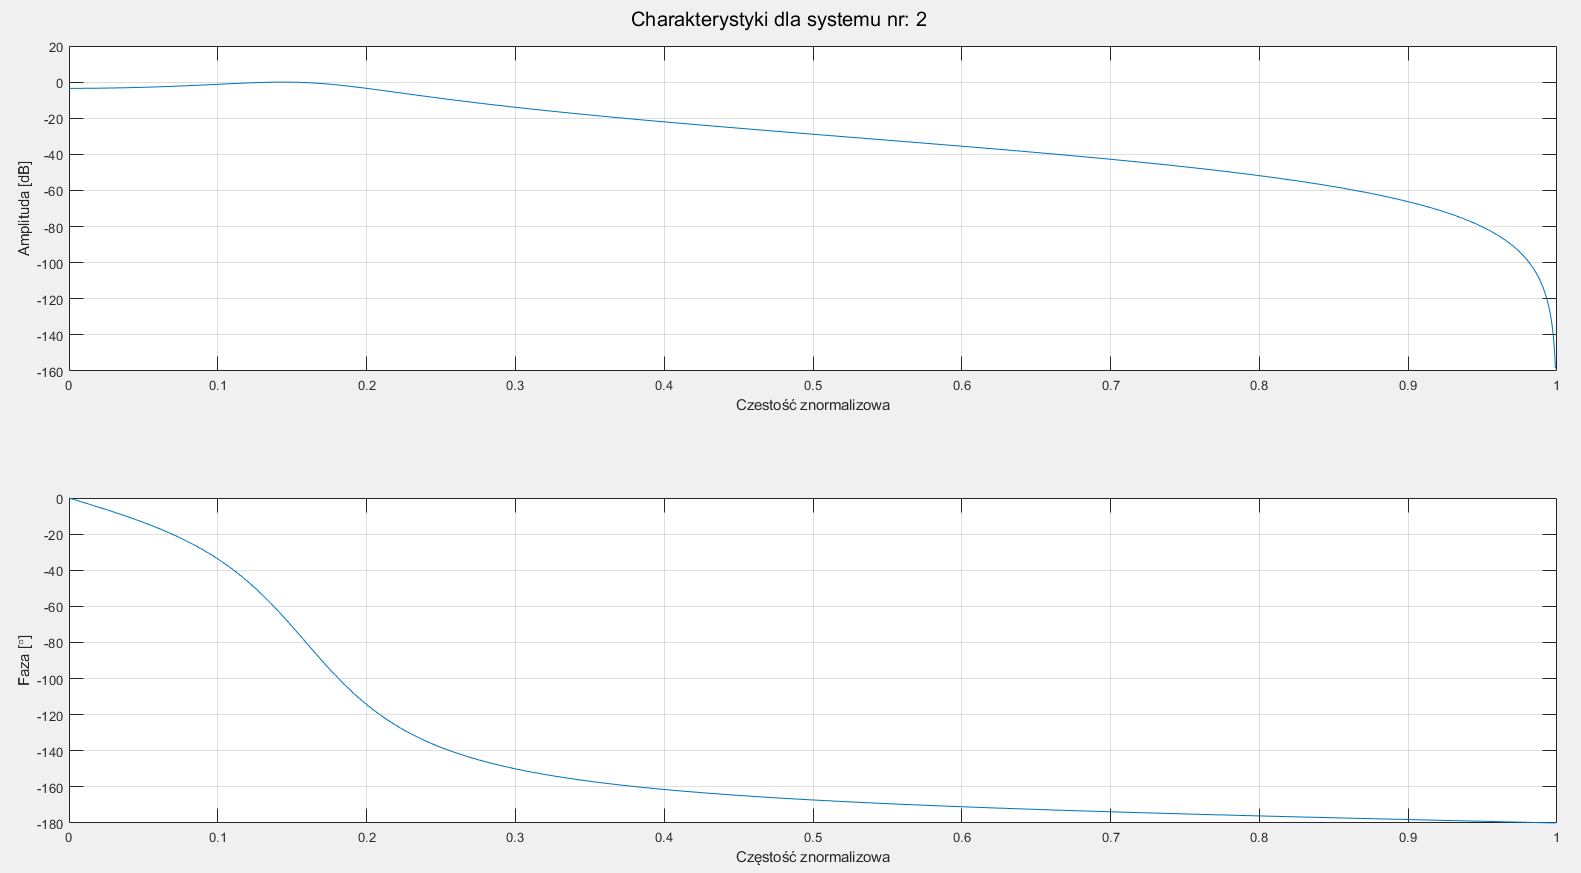 Charakterystyki dla systemu nr: 2
20
0
-20
-40
-60
-80
-100
-120
-140
-160
Amplituda [dB]
0 0.1 0.2 0.3 0.4 0.5 0.6 0.7 0.8 0.9 1
Czestość znormalizowa
0
-20
-40
-60
-80
-100
-120
-140
-160
-180
Faza [°]
0 0.1 0.2 0.3 0.4 0.5 0.6 0.7 0.8 0.9 1
Częstość znormalizowa